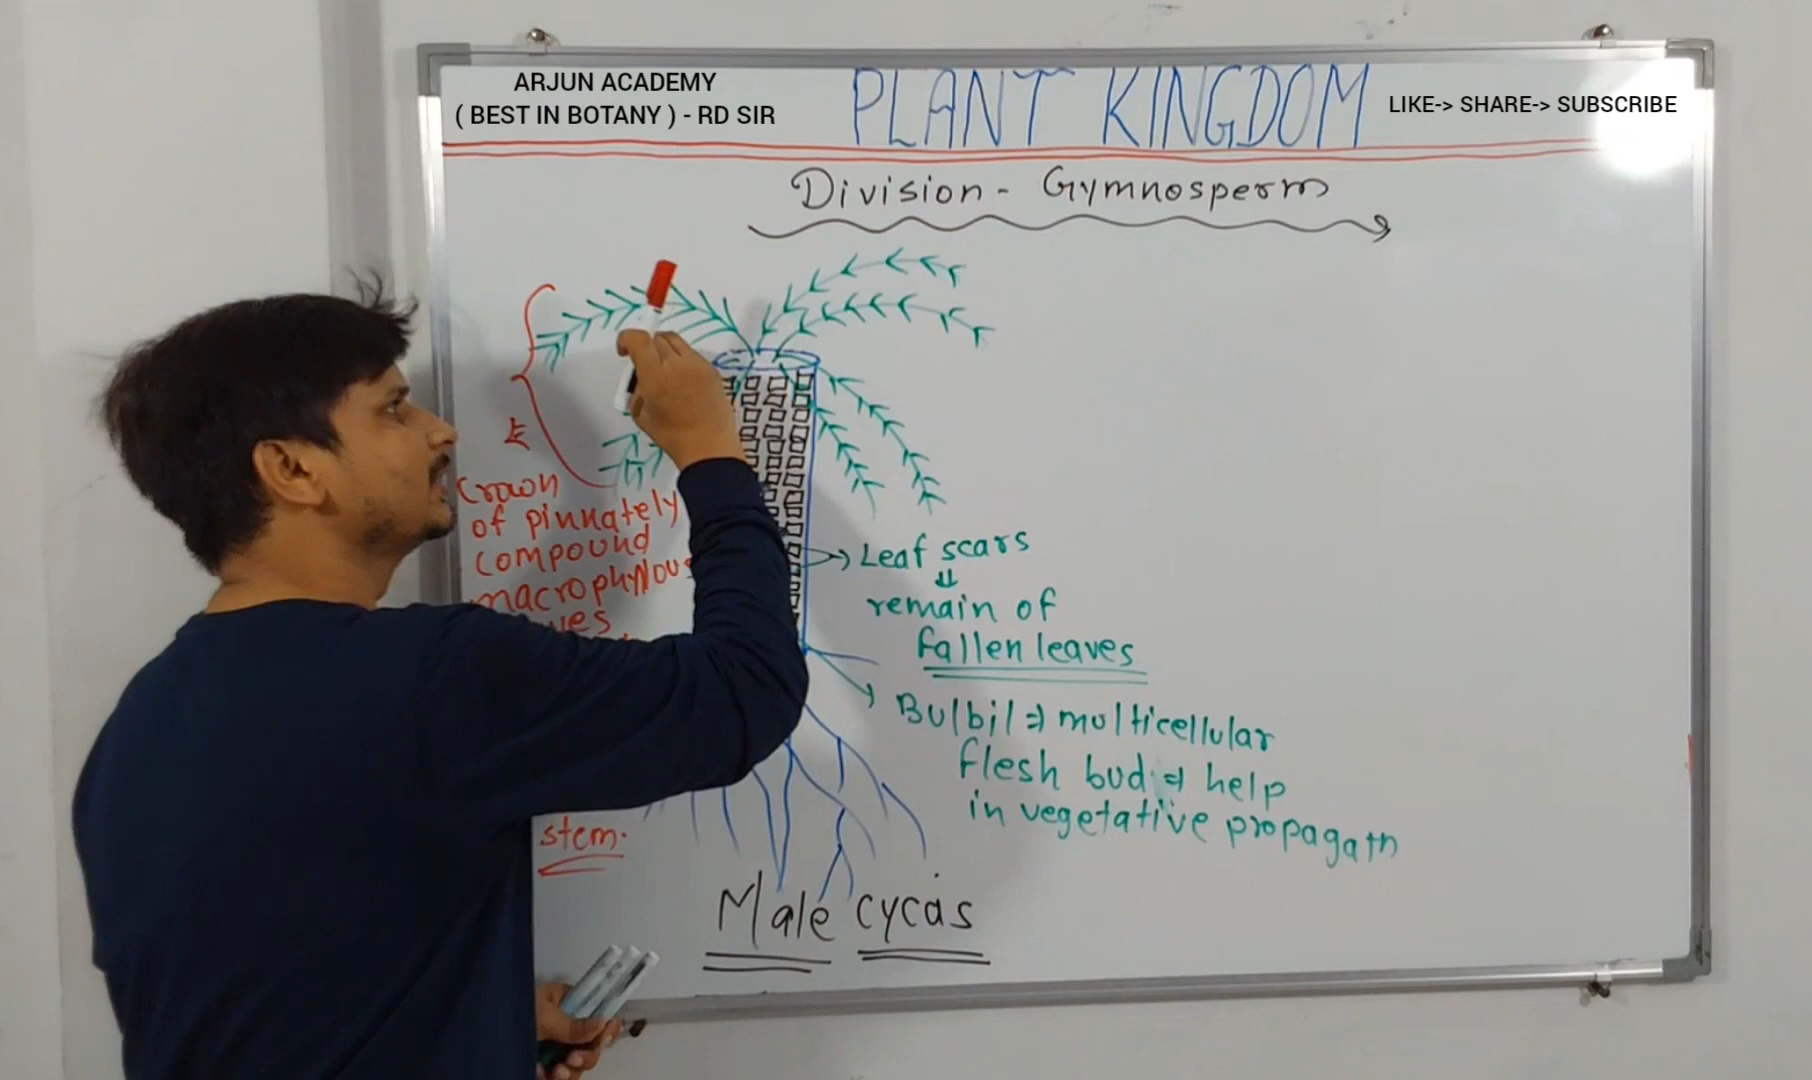 ARJUN ACADEMY
( BEST IN BOTANY ) - RD SIR
PLANT KINGDOM
LIKE-> SHARE-> SUBSCRIBE
Division - Gymnosperm
Crown
of pinnately
compound
macrophyllous
Leaf scars
⇓
remain of
fallen leaves
Bulbil ⇒ multicellular
flesh bud ⇒ help
in vegetative propagatn
stem.
Male cycas